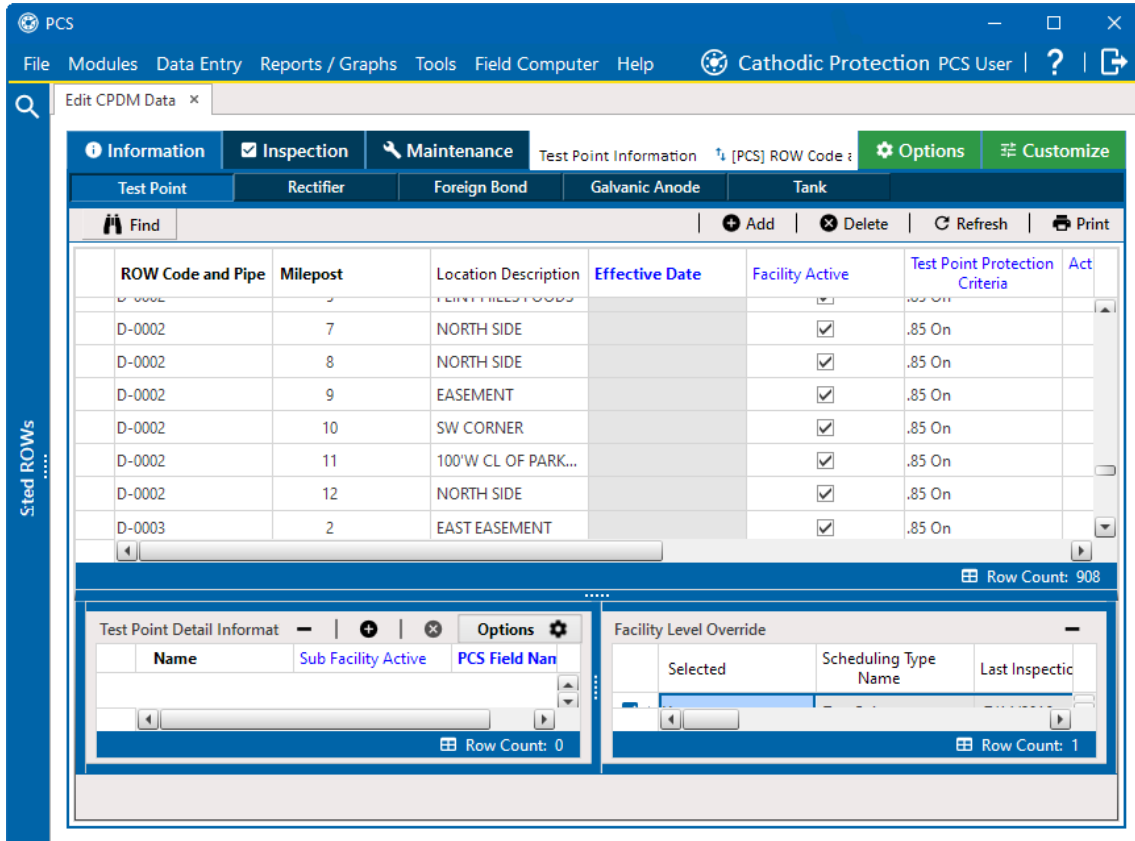 PCS
File Modules Data Entry Reports / Graphs Tools Field Computer Help Cathodic Protection PCS User | ? |
Edit CPDM Data ×
Information Inspection Maintenance Test Point Information [PCS] ROW Code a Options Customize
Test Point Rectifier Foreign Bond Galvanic Anode Tank
Find | Add | Delete | Refresh | Print
ROW Code and Pipe Milepost Location Description Effective Date Facility Active Test Point Protection Criteria Act
D-0002 7 NORTH SIDE .85 On
D-0002 8 NORTH SIDE .85 On
D-0002 9 EASEMENT .85 On
D-0002 10 SW CORNER .85 On
D-0002 11 100'W CL OF PARK... .85 On
D-0002 12 NORTH SIDE .85 On
D-0003 2 EAST EASEMENT .85 On
Row Count: 908
Test Point Detail Informat Options
Name Sub Facility Active PCS Field Nam
Row Count: 0
Facility Level Override
Selected Scheduling Type Name Last Inspectio
Row Count: 1
ROWs